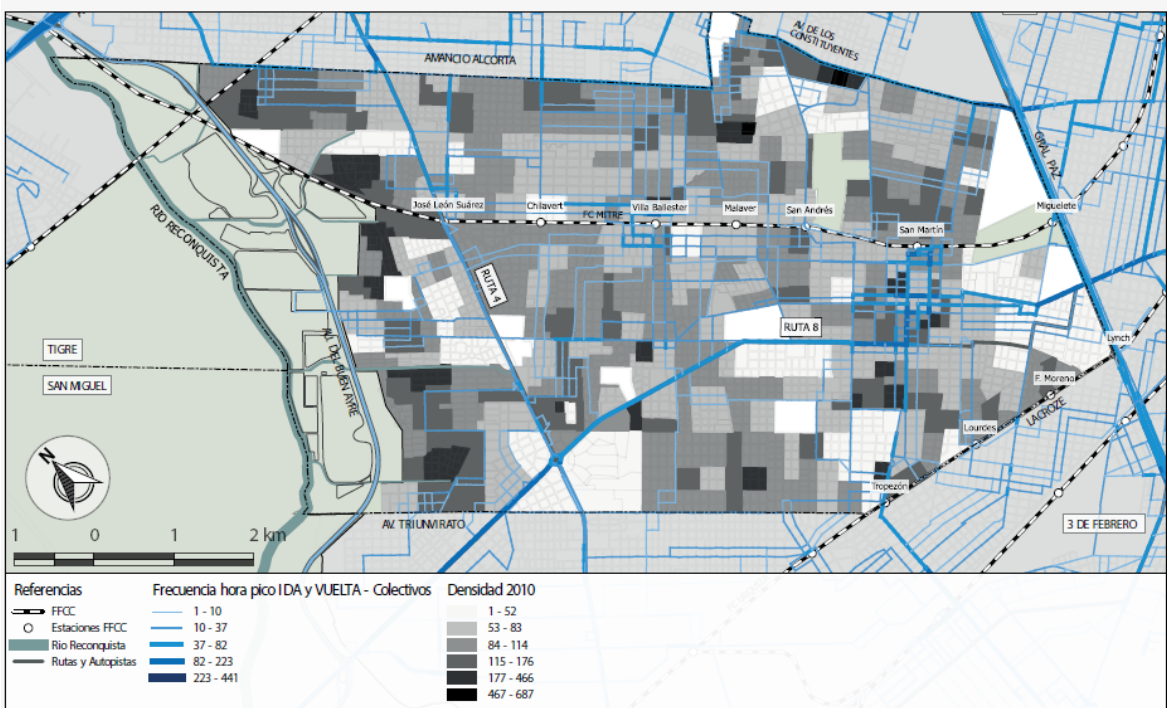 AV. DE LOS
CONSTITUYENTES
AMANCIO ALCORTA
GRAL PAZ
RIO RECONQUISTA
José León Suárez
Chilavert
FC MITRE
Villa Ballester
Malaver
San Andrés
San Martín
Miguelete
RUTA 4
RUTA 8
AV. DEL BUEN AYRE
TIGRE
SAN MIGUEL
Lynch
F. Moreno
LACROZE
Lourdes
Tropezón
N
AV. TRIUNVIRATO
3 DE FEBRERO
1 0 1 2 km
Referencias
FFCC
Estaciones FFCC
Rio Reconquista
Rutas y Autopistas
Frecuencia hora pico IDA y VUELTA - Colectivos
1 - 10
10 - 37
37 - 82
82 - 223
223 - 441
Densidad 2010
1 - 52
53 - 83
84 - 114
115 - 176
177 - 466
467 - 687